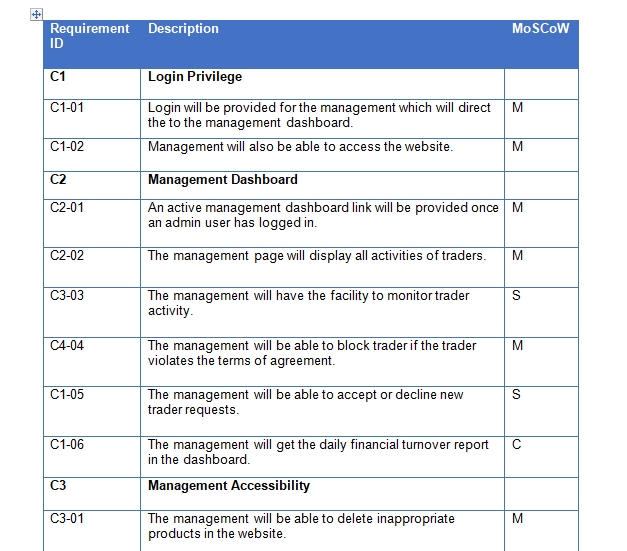 Requirement Description MoSCoW
ID
C1 Login Privilege
C1-01 Login will be provided for the management which will direct M
the to the management dashboard.
C1-02 Management will also be able to access the website. M
C2 Management Dashboard
C2-01 An active management dashboard link will be provided once M
an admin user has logged in.
C2-02 The management page will display all activities of traders. M
C3-03 The management will have the facility to monitor trader S
activity.
C4-04 The management will be able to block trader if the trader M
violates the terms of agreement.
C1-05 The management will be able to accept or decline new S
trader requests.
C1-06 The management will get the daily financial turnover report C
in the dashboard.
C3 Management Accessibility
C3-01 The management will be able to delete inappropriate M
products in the website.